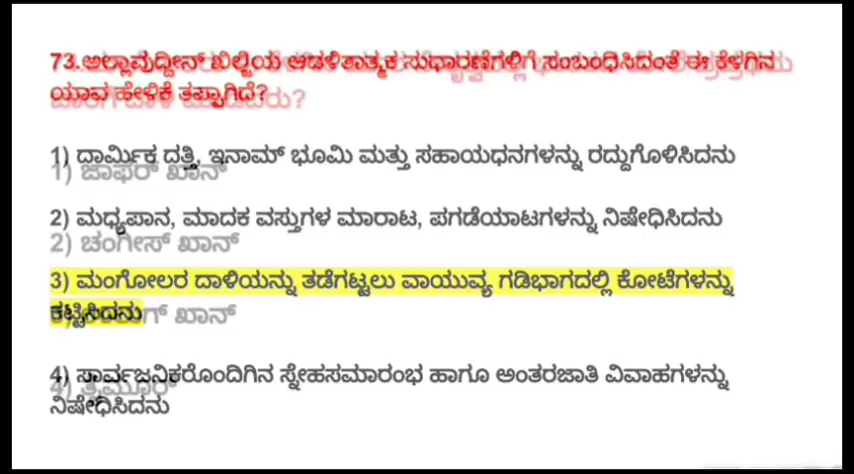 73.ಅಲ್ಲಾವುದ್ದೀನ್ ಖಿಲ್ಜಿಯ ಆಡಳಿತಾತ್ಮಕ ಸುಧಾರಣೆಗಳಿಗೆ ಸಂಬಂಧಿಸಿದಂತೆ ಈ ಕೆಳಗಿನ
ಯಾವ ಹೇಳಿಕೆ ತಪ್ಪಾಗಿದೆ?
1) ದಾರ್ಮಿಕ ದತ್ತಿ, ಇನಾಮ್ ಭೂಮಿ ಮತ್ತು ಸಹಾಯಧನಗಳನ್ನು ರದ್ದುಗೊಳಿಸಿದನು
1) ಜಾಫರ್ ಖಾನ್
2) ಮಧ್ಯಪಾನ, ಮಾದಕ ವಸ್ತುಗಳ ಮಾರಾಟ, ಪಗಡೆಯಾಟಗಳನ್ನು ನಿಷೇಧಿಸಿದನು
2) ಚಂಗೀಸ್ ಖಾನ್
3) ಮಂಗೋಲರ ದಾಳಿಯನ್ನು ತಡೆಗಟ್ಟಲು ವಾಯುವ್ಯ ಗಡಿಭಾಗದಲ್ಲಿ ಕೋಟೆಗಳನ್ನು
ಕಟ್ಟಿಸಿದನು
ಖಾನ್
4) ಸಾರ್ವಜನಿಕರೊಂದಿಗಿನ ಸ್ನೇಹಸಮಾರಂಭ ಹಾಗೂ ಅಂತರಜಾತಿ ವಿವಾಹಗಳನ್ನು
4) ತೈಮೂರ್
ನಿಷೇಧಿಸಿದನು